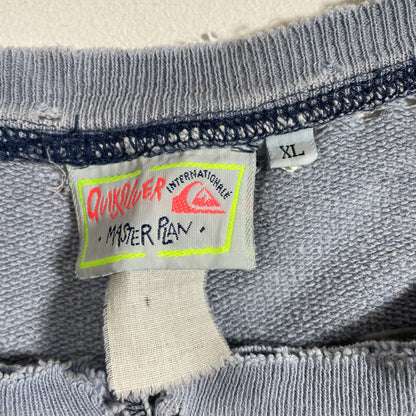 QUIKSILVER
INTERNATIONALE
• MASTER PLAN •
XL